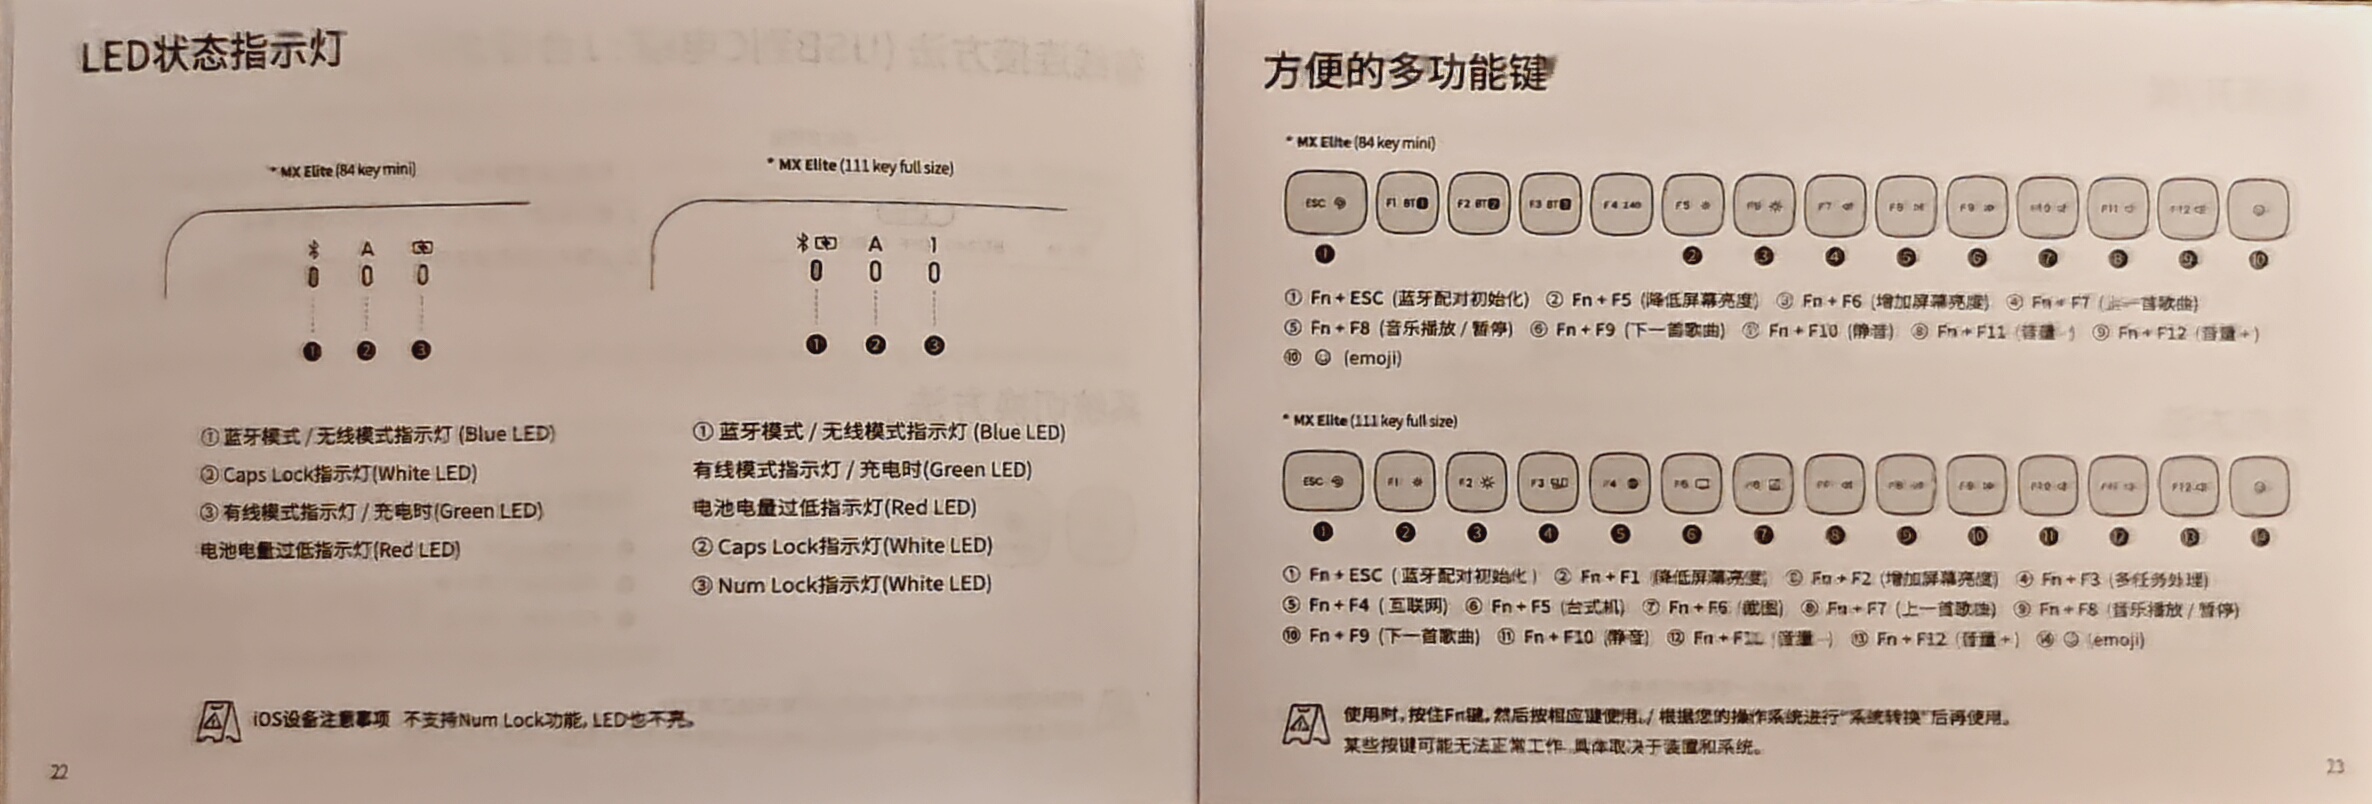 LED状态指示灯
* MX Elite (84 key mini)
* MX Elite (111 key full size)
A
A 1
❶ ❷ ❸
❶ ❷ ❸
① 蓝牙模式 / 无线模式指示灯 (Blue LED)
② Caps Lock指示灯(White LED)
③ 有线模式指示灯 / 充电时(Green LED)
电池电量过低指示灯(Red LED)
① 蓝牙模式 / 无线模式指示灯 (Blue LED)
有线模式指示灯 / 充电时(Green LED)
电池电量过低指示灯(Red LED)
② Caps Lock指示灯(White LED)
③ Num Lock指示灯(White LED)
iOS设备注意事项 不支持Num Lock功能, LED也不亮。
22
方便的多功能键
* MX Elite (84 key mini)
ESC F1 BT1 F2 BT2 F3 BT3 F4 F5 F6 F7 F8 F9 F10 F11 F12
❶ ❷ ❸ ❹ ❺ ❻ ❼ ❽ ❾ ❿
① Fn + ESC (蓝牙配对初始化) ② Fn + F5 (降低屏幕亮度) ③ Fn + F6 (增加屏幕亮度) ④ Fn + F7 (上一首歌曲)
⑤ Fn + F8 (音乐播放 / 暂停) ⑥ Fn + F9 (下一首歌曲) ⑦ Fn + F10 (静音) ⑧ Fn + F11 (音量 -) ⑨ Fn + F12 (音量 +)
⑩ ☺ (emoji)
* MX Elite (111 key full size)
ESC F1 F2 F3 F4 F5 F6 F7 F8 F9 F10 F11 F12
❶ ❷ ❸ ❹ ❺ ❻ ❼ ❽ ❾ ❿ ⓫ ⓬ ⓭ ⓮
① Fn + ESC ( 蓝牙配对初始化 ) ② Fn + F1 (降低屏幕亮度) ③ Fn + F2 (增加屏幕亮度) ④ Fn + F3 (多任务处理)
⑤ Fn + F4 ( 互联网) ⑥ Fn + F5 (台式机) ⑦ Fn + F6 (截图) ⑧ Fn + F7 (上一首歌曲) ⑨ Fn + F8 (音乐播放 / 暂停)
⑩ Fn + F9 (下一首歌曲) ⑪ Fn + F10 (静音) ⑫ Fn + F11 (音量 -) ⑬ Fn + F12 (音量 +) ⑭ ☺ (emoji)
使用时, 按住Fn键, 然后按相应键使用. / 根据您的操作系统进行“系统转换”后再使用。
某些按键可能无法正常工作, 具体取决于装置和系统。
23